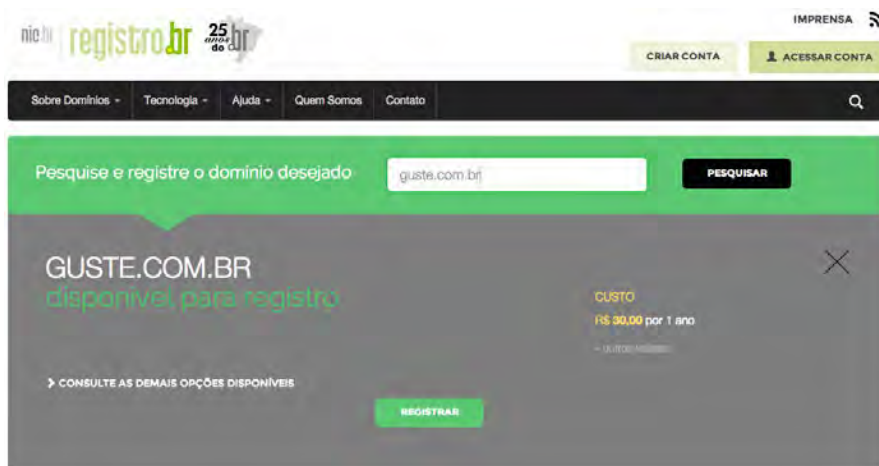 IMPRENSA
nic.br registro.br 25 anos do .br
CRIAR CONTA
ACESSAR CONTA
Sobre Domínios Tecnologia Ajuda Quem Somos Contato
Pesquise e registre o domínio desejado
guste.com.br
PESQUISAR
GUSTE.COM.BR
disponível para registro
CUSTO
R$ 30,00 por 1 ano
CONSULTE AS DEMAIS OPÇÕES DISPONÍVEIS
REGISTRAR